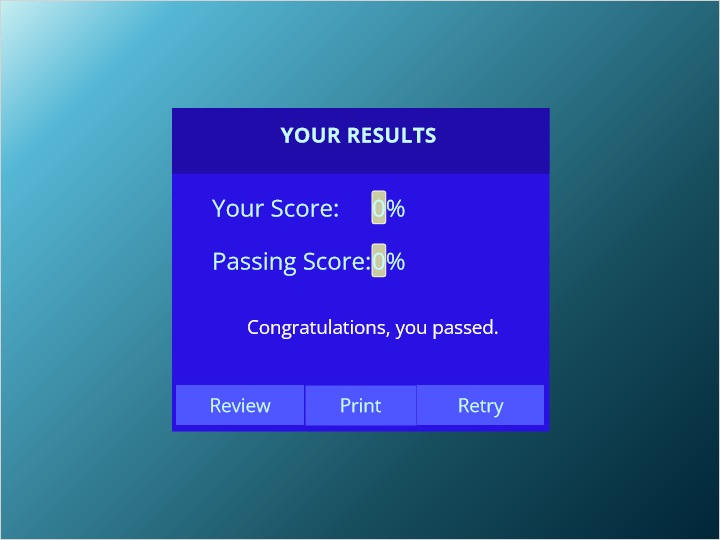 YOUR RESULTS
Your Score: 0%
Passing Score: 0%
Congratulations, you passed.
Review Print Retry